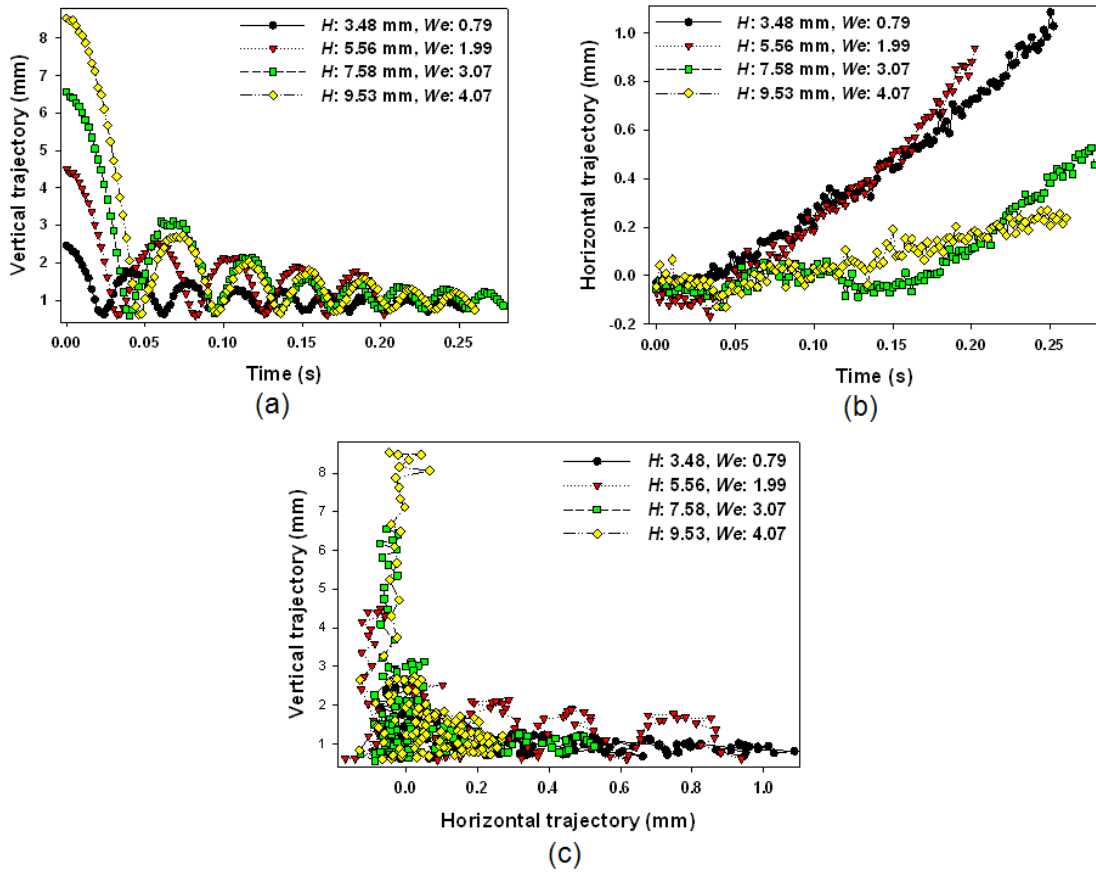 H: 3.48 mm, We: 0.79
H: 5.56 mm, We: 1.99
H: 7.58 mm, We: 3.07
H: 9.53 mm, We: 4.07
Vertical trajectory (mm)
8
7
6
5
4
3
2
1
0.00 0.05 0.10 0.15 0.20 0.25
Time (s)
(a)
H: 3.48 mm, We: 0.79
H: 5.56 mm, We: 1.99
H: 7.58 mm, We: 3.07
H: 9.53 mm, We: 4.07
Horizontal trajectory (mm)
1.0
0.8
0.6
0.4
0.2
0.0
-0.2
0.00 0.05 0.10 0.15 0.20 0.25
Time (s)
(b)
H: 3.48, We: 0.79
H: 5.56, We: 1.99
H: 7.58, We: 3.07
H: 9.53, We: 4.07
Vertical trajectory (mm)
8
7
6
5
4
3
2
1
0.0 0.2 0.4 0.6 0.8 1.0
Horizontal trajectory (mm)
(c)